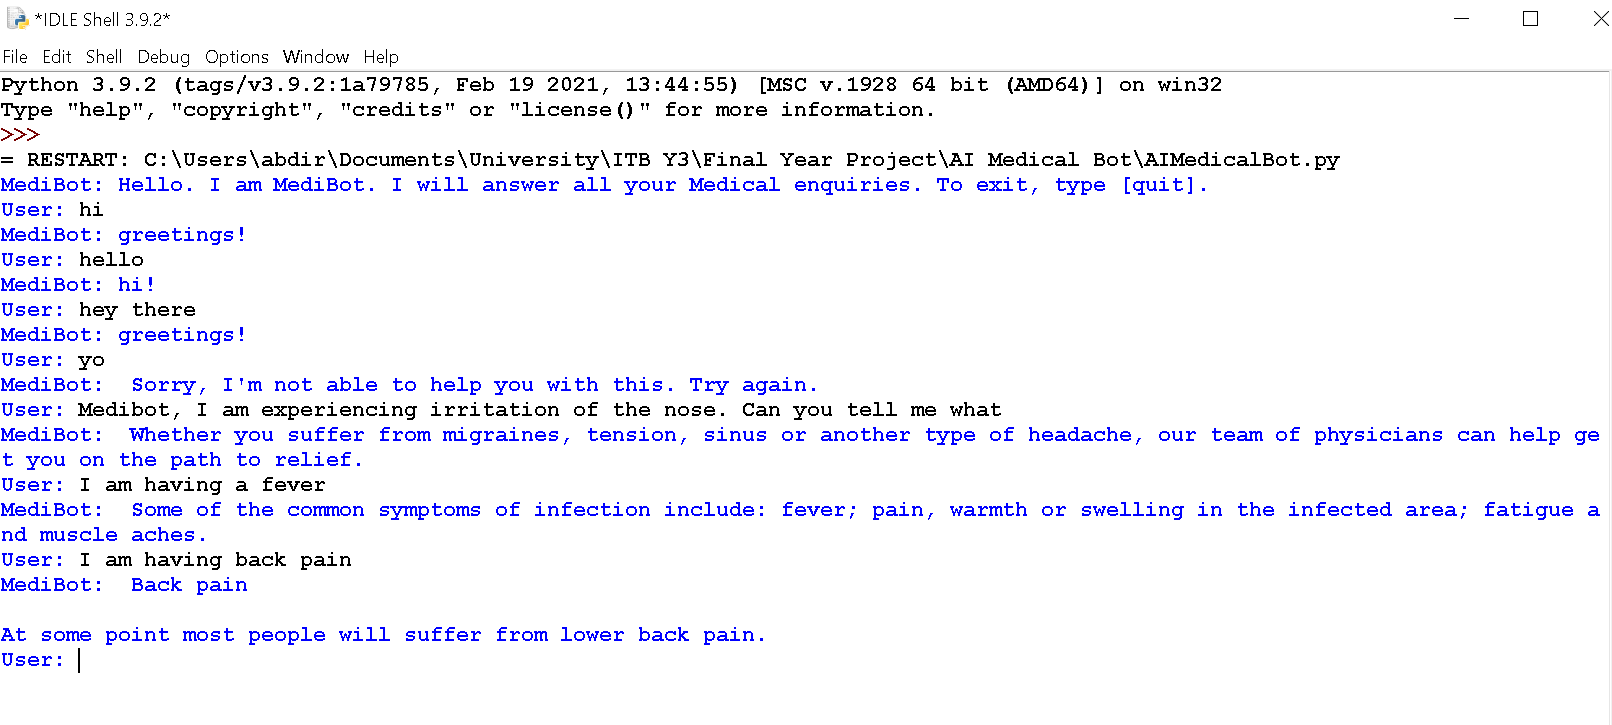 *IDLE Shell 3.9.2*
File Edit Shell Debug Options Window Help
Python 3.9.2 (tags/v3.9.2:1a79785, Feb 19 2021, 13:44:55) [MSC v.1928 64 bit (AMD64)] on win32
Type "help", "copyright", "credits" or "license()" for more information.
>>>
= RESTART: C:\Users\abdir\Documents\University\ITB Y3\Final Year Project\AI Medical Bot\AIMedicalBot.py
MediBot: Hello. I am MediBot. I will answer all your Medical enquiries. To exit, type [quit].
User: hi
MediBot: greetings!
User: hello
MediBot: hi!
User: hey there
MediBot: greetings!
User: yo
MediBot:  Sorry, I'm not able to help you with this. Try again.
User: Medibot, I am experiencing irritation of the nose. Can you tell me what
MediBot:  Whether you suffer from migraines, tension, sinus or another type of headache, our team of physicians can help ge
t you on the path to relief.
User: I am having a fever
MediBot:  Some of the common symptoms of infection include: fever; pain, warmth or swelling in the infected area; fatigue a
nd muscle aches.
User: I am having back pain
MediBot:  Back pain
At some point most people will suffer from lower back pain.
User: